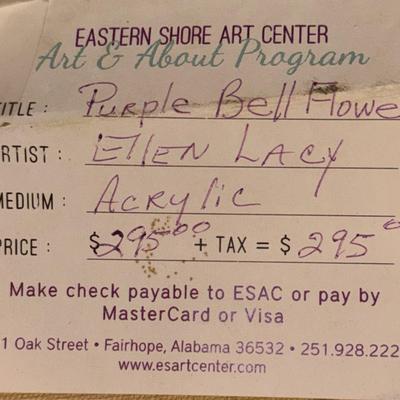 EASTERN SHORE ART CENTER
Art & About Program
TITLE: Purple Bell Flowe
ARTIST: Ellen Lacy
MEDIUM: Acrylic
PRICE: $295.00 + TAX = $ 295
Make check payable to ESAC or pay by
MasterCard or Visa
1 Oak Street • Fairhope, Alabama 36532 • 251.928.222
www.esartcenter.com